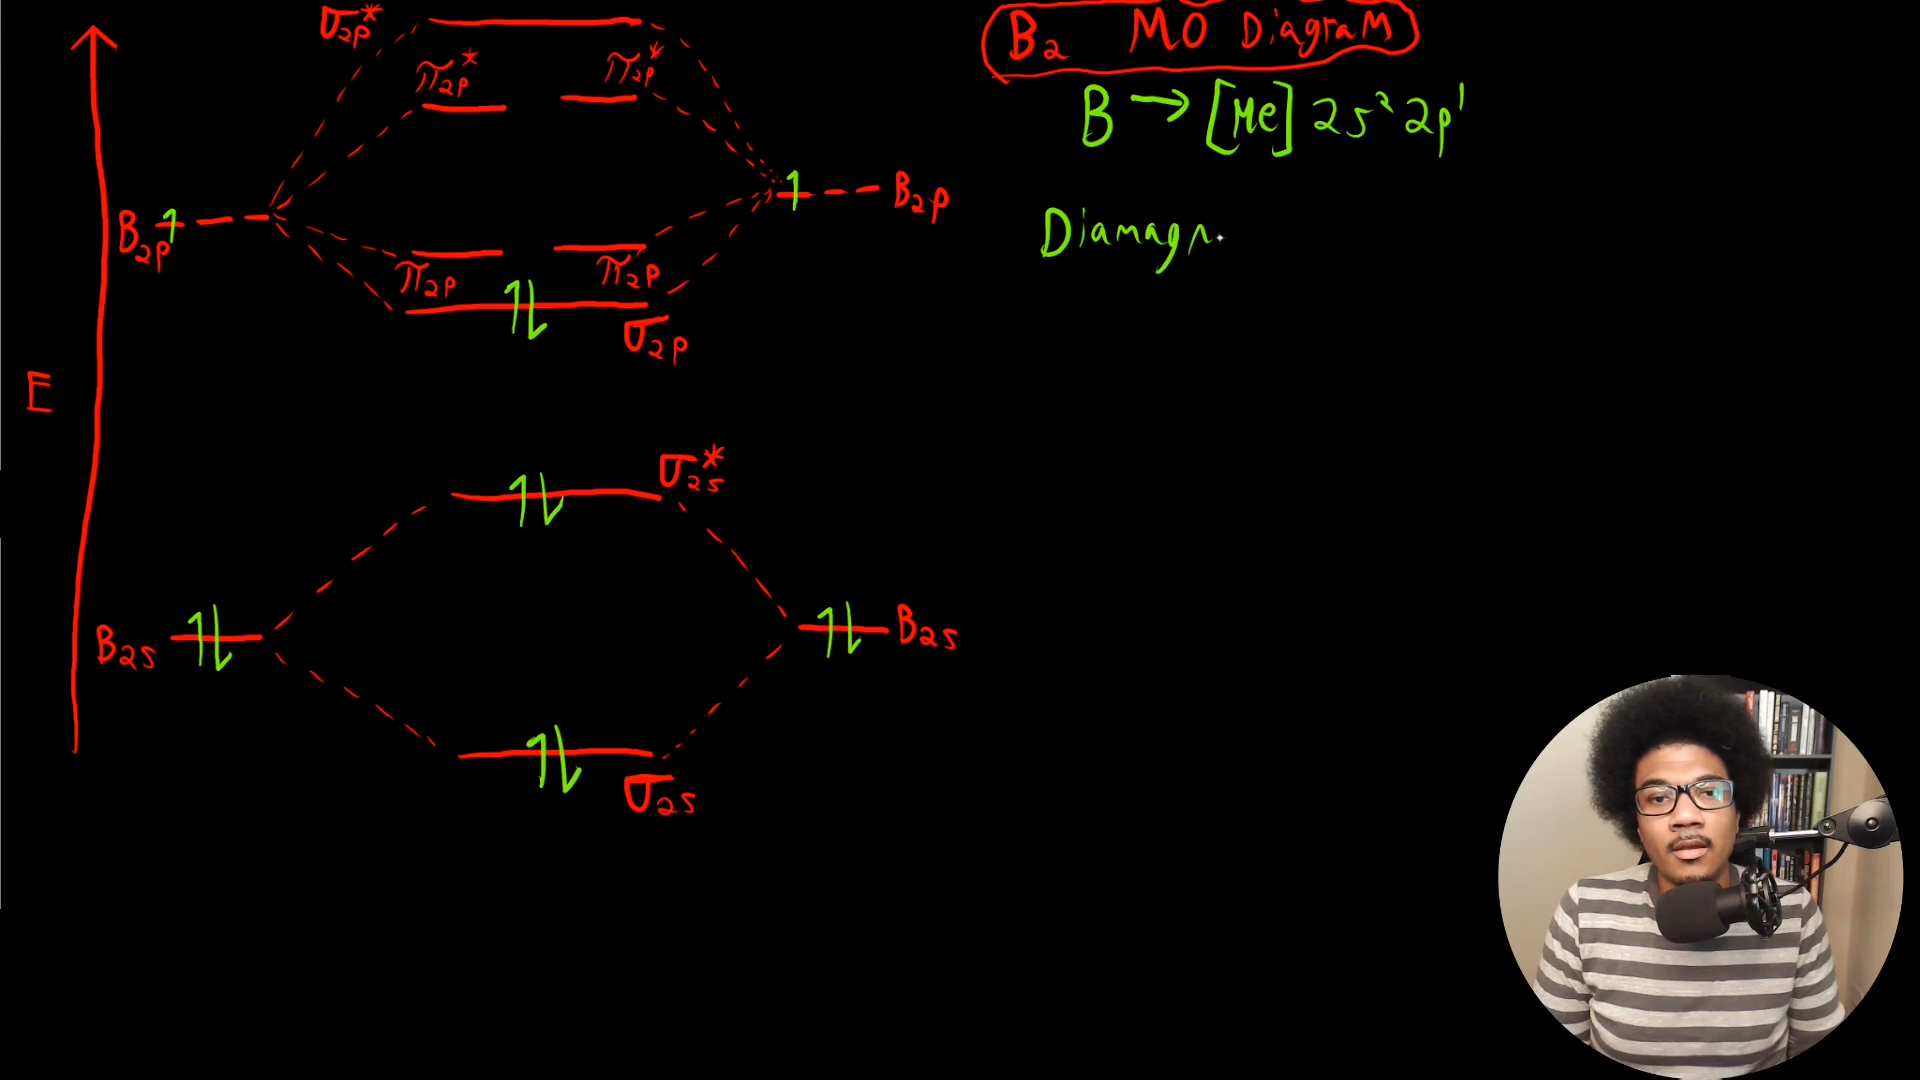 σ2p*
B2 MO DiagraM
π2p* π2p*
B → [He] 2s² 2p¹
B2p
B2p
Diamagn
π2p π2p
σ2p
E
σ2s*
B2s
B2s
σ2s